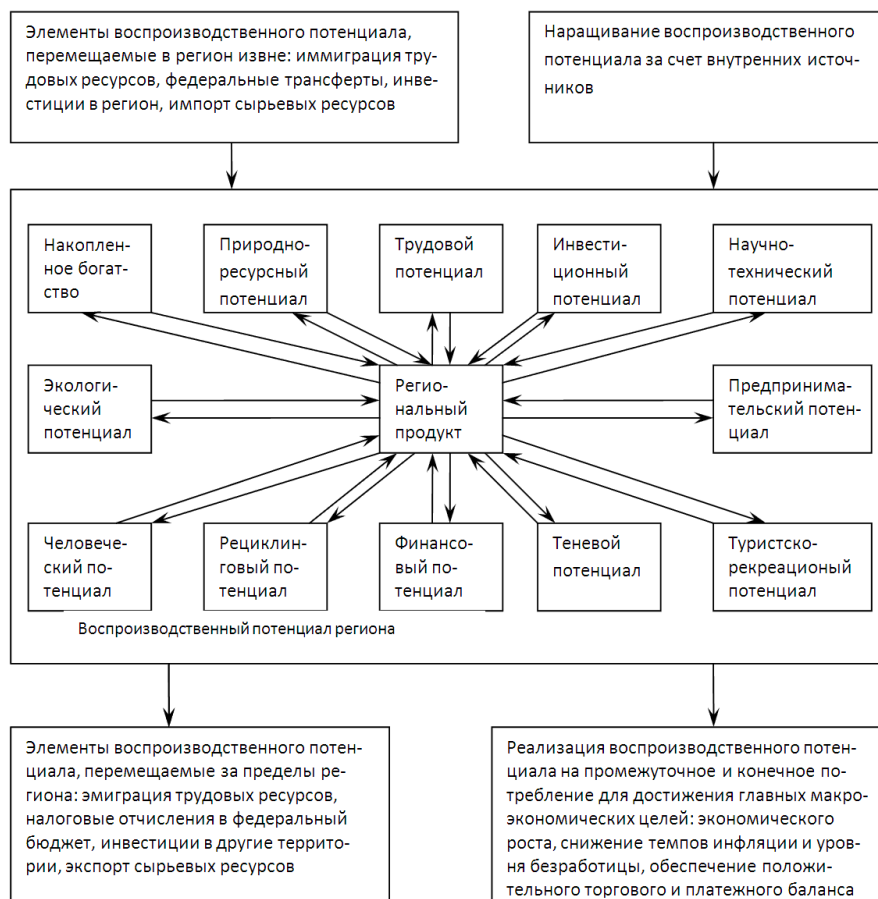 Элементы воспроизводственного потенциала,
перемещаемые в регион извне: иммиграция тру-
довых ресурсов, федеральные трансферты, инве-
стиции в регион, импорт сырьевых ресурсов
Наращивание воспроизводственного
потенциала за счет внутренних источ-
ников
Накоплен-
ное богат-
ство
Природно-
ресурсный
потенциал
Трудовой
потенциал
Инвести-
ционный
потенциал
Научно-
технический
потенциал
Экологи-
ческий
потенциал
Регио-
нальный
продукт
Предпринима-
тельский потен-
циал
Человече-
ский по-
тенциал
Рециклин-
говый по-
тенциал
Финансо-
вый по-
тенциал
Теневой
потенциал
Туристско-
рекреационый
потенциал
Воспроизводственный потенциал региона
Элементы воспроизводственного потен-
циала, перемещаемые за пределы ре-
гиона: эмиграция трудовых ресурсов,
налоговые отчисления в федеральный
бюджет, инвестиции в другие террито-
рии, экспорт сырьевых ресурсов
Реализация воспроизводственного потен-
циала на промежуточное и конечное по-
требление для достижения главных макро-
экономических целей: экономического
роста, снижение темпов инфляции и уров-
ня безработицы, обеспечение положи-
тельного торгового и платежного баланса